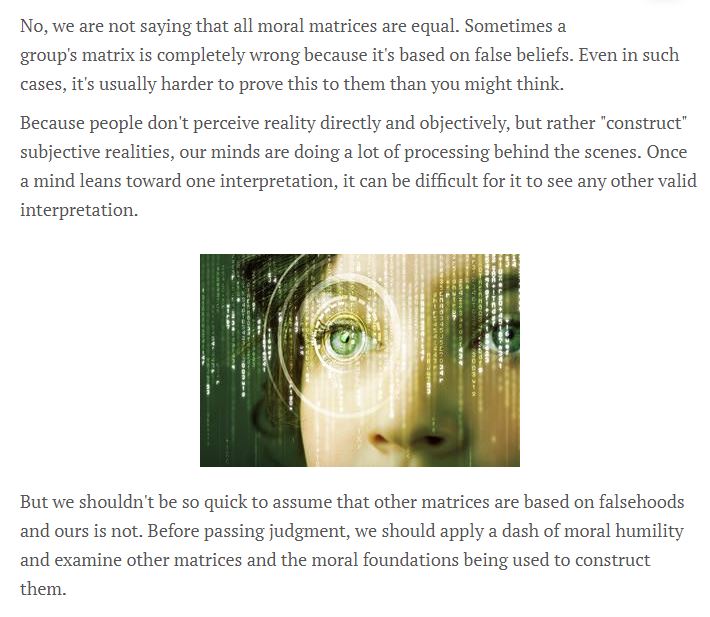 No, we are not saying that all moral matrices are equal. Sometimes a
group's matrix is completely wrong because it's based on false beliefs. Even in such
cases, it's usually harder to prove this to them than you might think.
Because people don't perceive reality directly and objectively, but rather "construct"
subjective realities, our minds are doing a lot of processing behind the scenes. Once
a mind leans toward one interpretation, it can be difficult for it to see any other valid
interpretation.
But we shouldn't be so quick to assume that other matrices are based on falsehoods
and ours is not. Before passing judgment, we should apply a dash of moral humility
and examine other matrices and the moral foundations being used to construct
them.